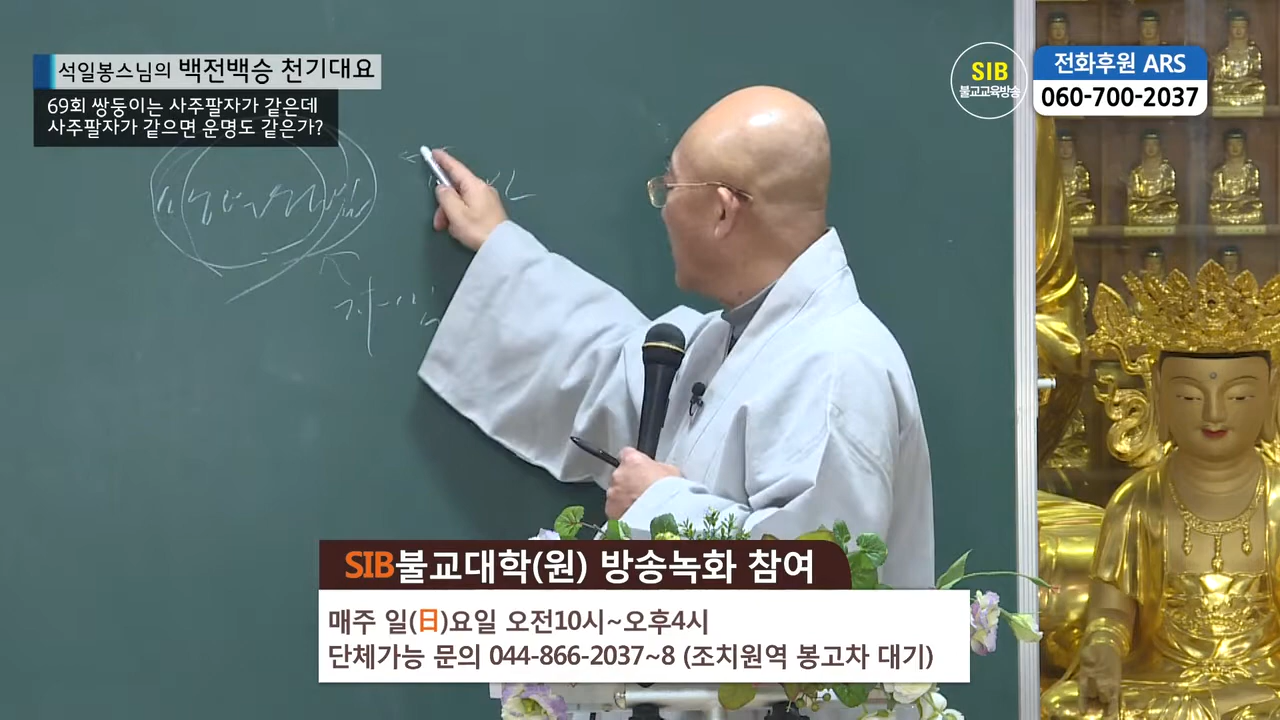 석일봉스님의 백전백승 천기대요
69회 쌍둥이는 사주팔자가 같은데
사주팔자가 같으면 운명도 같은가?
SIB
불교교육방송
전화후원 ARS
060-700-2037
SIB불교대학(원) 방송녹화 참여
매주 일(日)요일 오전10시~오후4시
단체가능 문의 044-866-2037~8 (조치원역 봉고차 대기)